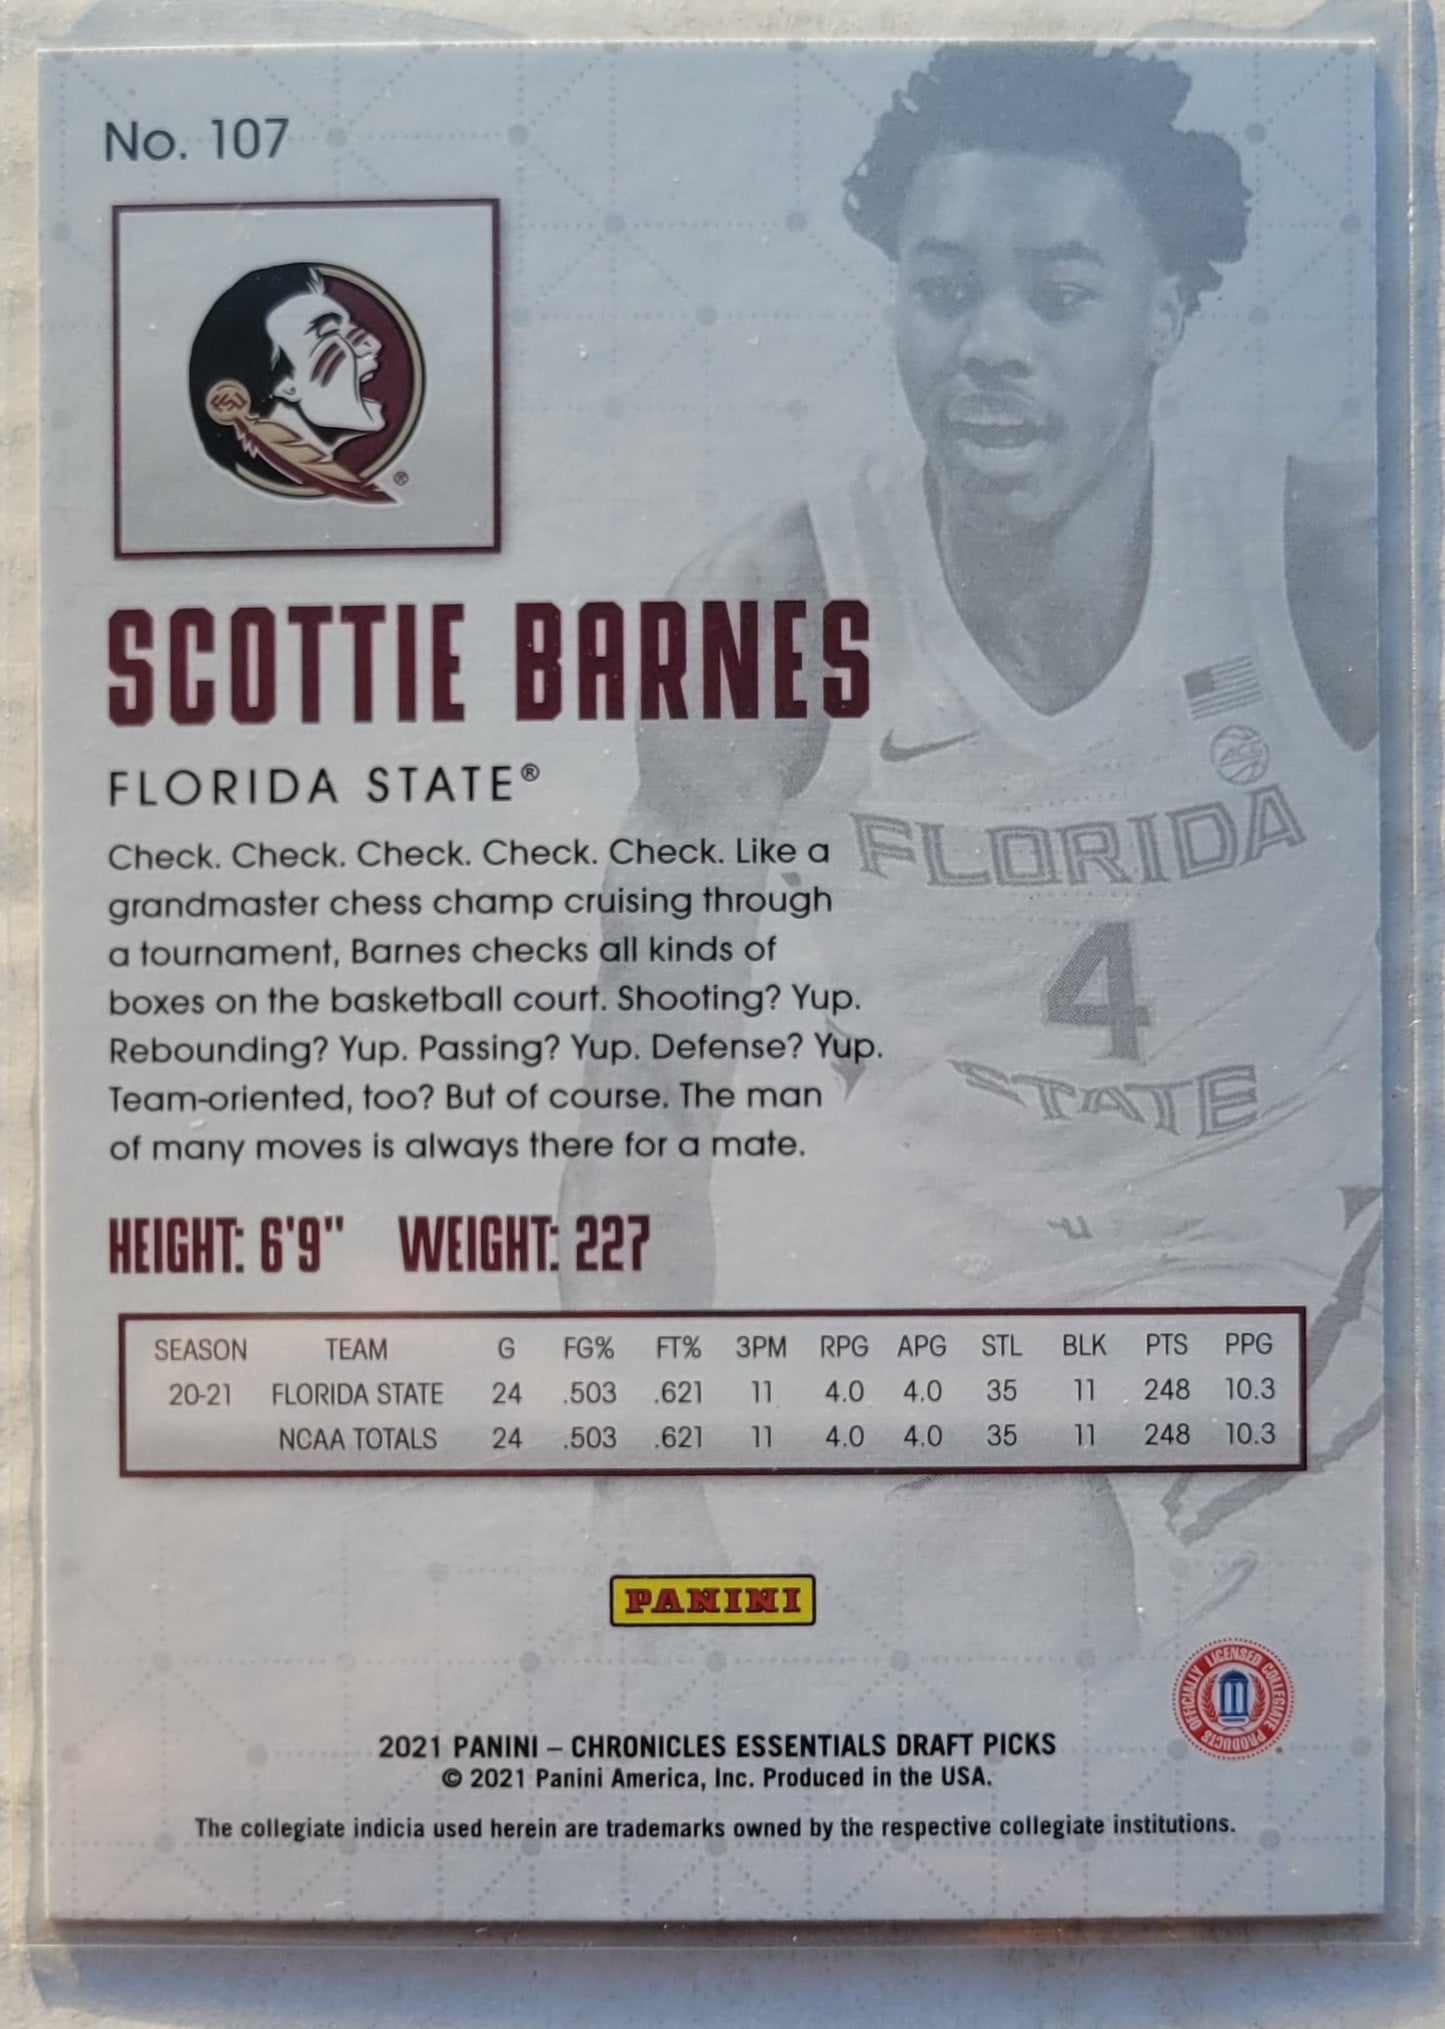 No. 107
®
SCOTTIE BARNES
FLORIDA STATE®
Check. Check. Check. Check. Check. Like a
grandmaster chess champ cruising through
a tournament, Barnes checks all kinds of
boxes on the basketball court. Shooting? Yup.
Rebounding? Yup. Passing? Yup. Defense? Yup.
Team-oriented, too? But of course. The man
of many moves is always there for a mate.
FLORIDA
4
STATE
HEIGHT: 6'9" WEIGHT: 227
SEASON TEAM G FG% FT% 3PM RPG APG STL BLK PTS PPG
20-21 FLORIDA STATE 24 .503 .621 11 4.0 4.0 35 11 248 10.3
NCAA TOTALS 24 .503 .621 11 4.0 4.0 35 11 248 10.3
PANINI
OFFICIALLY LICENSED COLLEGIATE PRODUCTS
2021 PANINI – CHRONICLES ESSENTIALS DRAFT PICKS
© 2021 Panini America, Inc. Produced in the USA.
The collegiate indicia used herein are trademarks owned by the respective collegiate institutions.